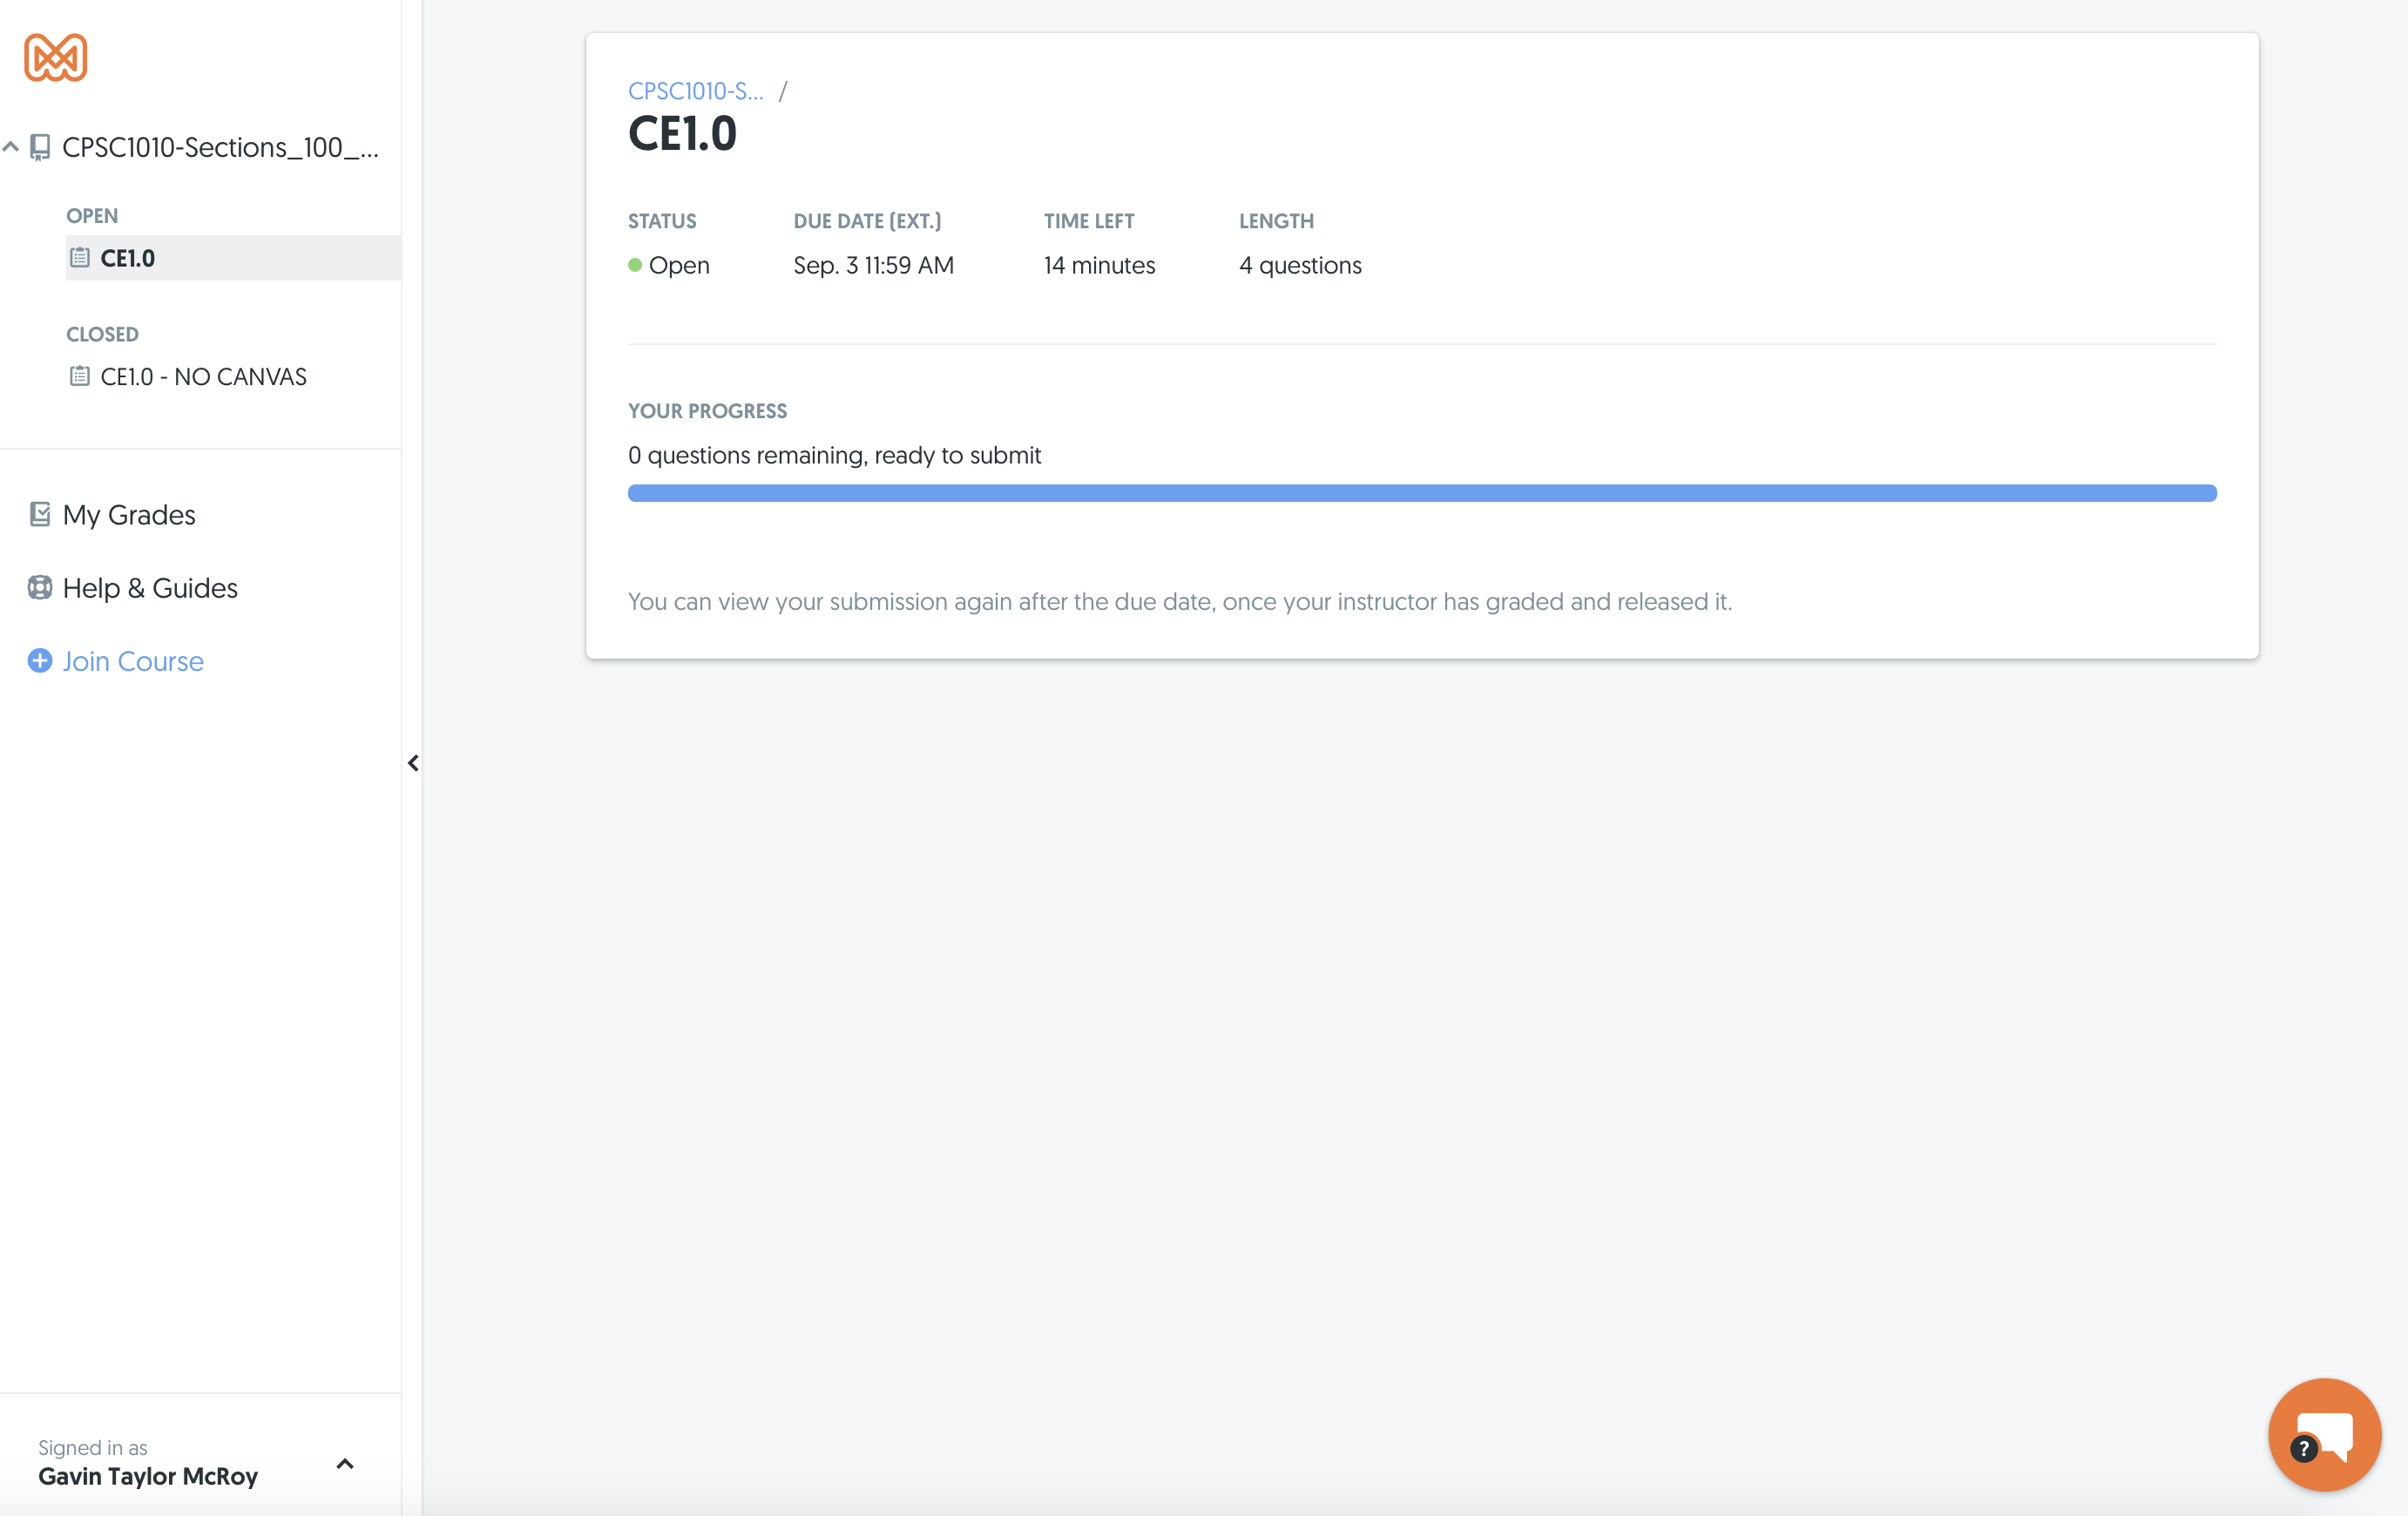 CPSC1010-Sections_100_...
OPEN
CE1.0
CLOSED
CE1.0 - NO CANVAS
My Grades
Help & Guides
Join Course
Signed in as
Gavin Taylor McRoy
CPSC1010-S... /
CE1.0
STATUS DUE DATE (EXT.) TIME LEFT LENGTH
Open Sep. 3 11:59 AM 14 minutes 4 questions
YOUR PROGRESS
0 questions remaining, ready to submit
You can view your submission again after the due date, once your instructor has graded and released it.
?